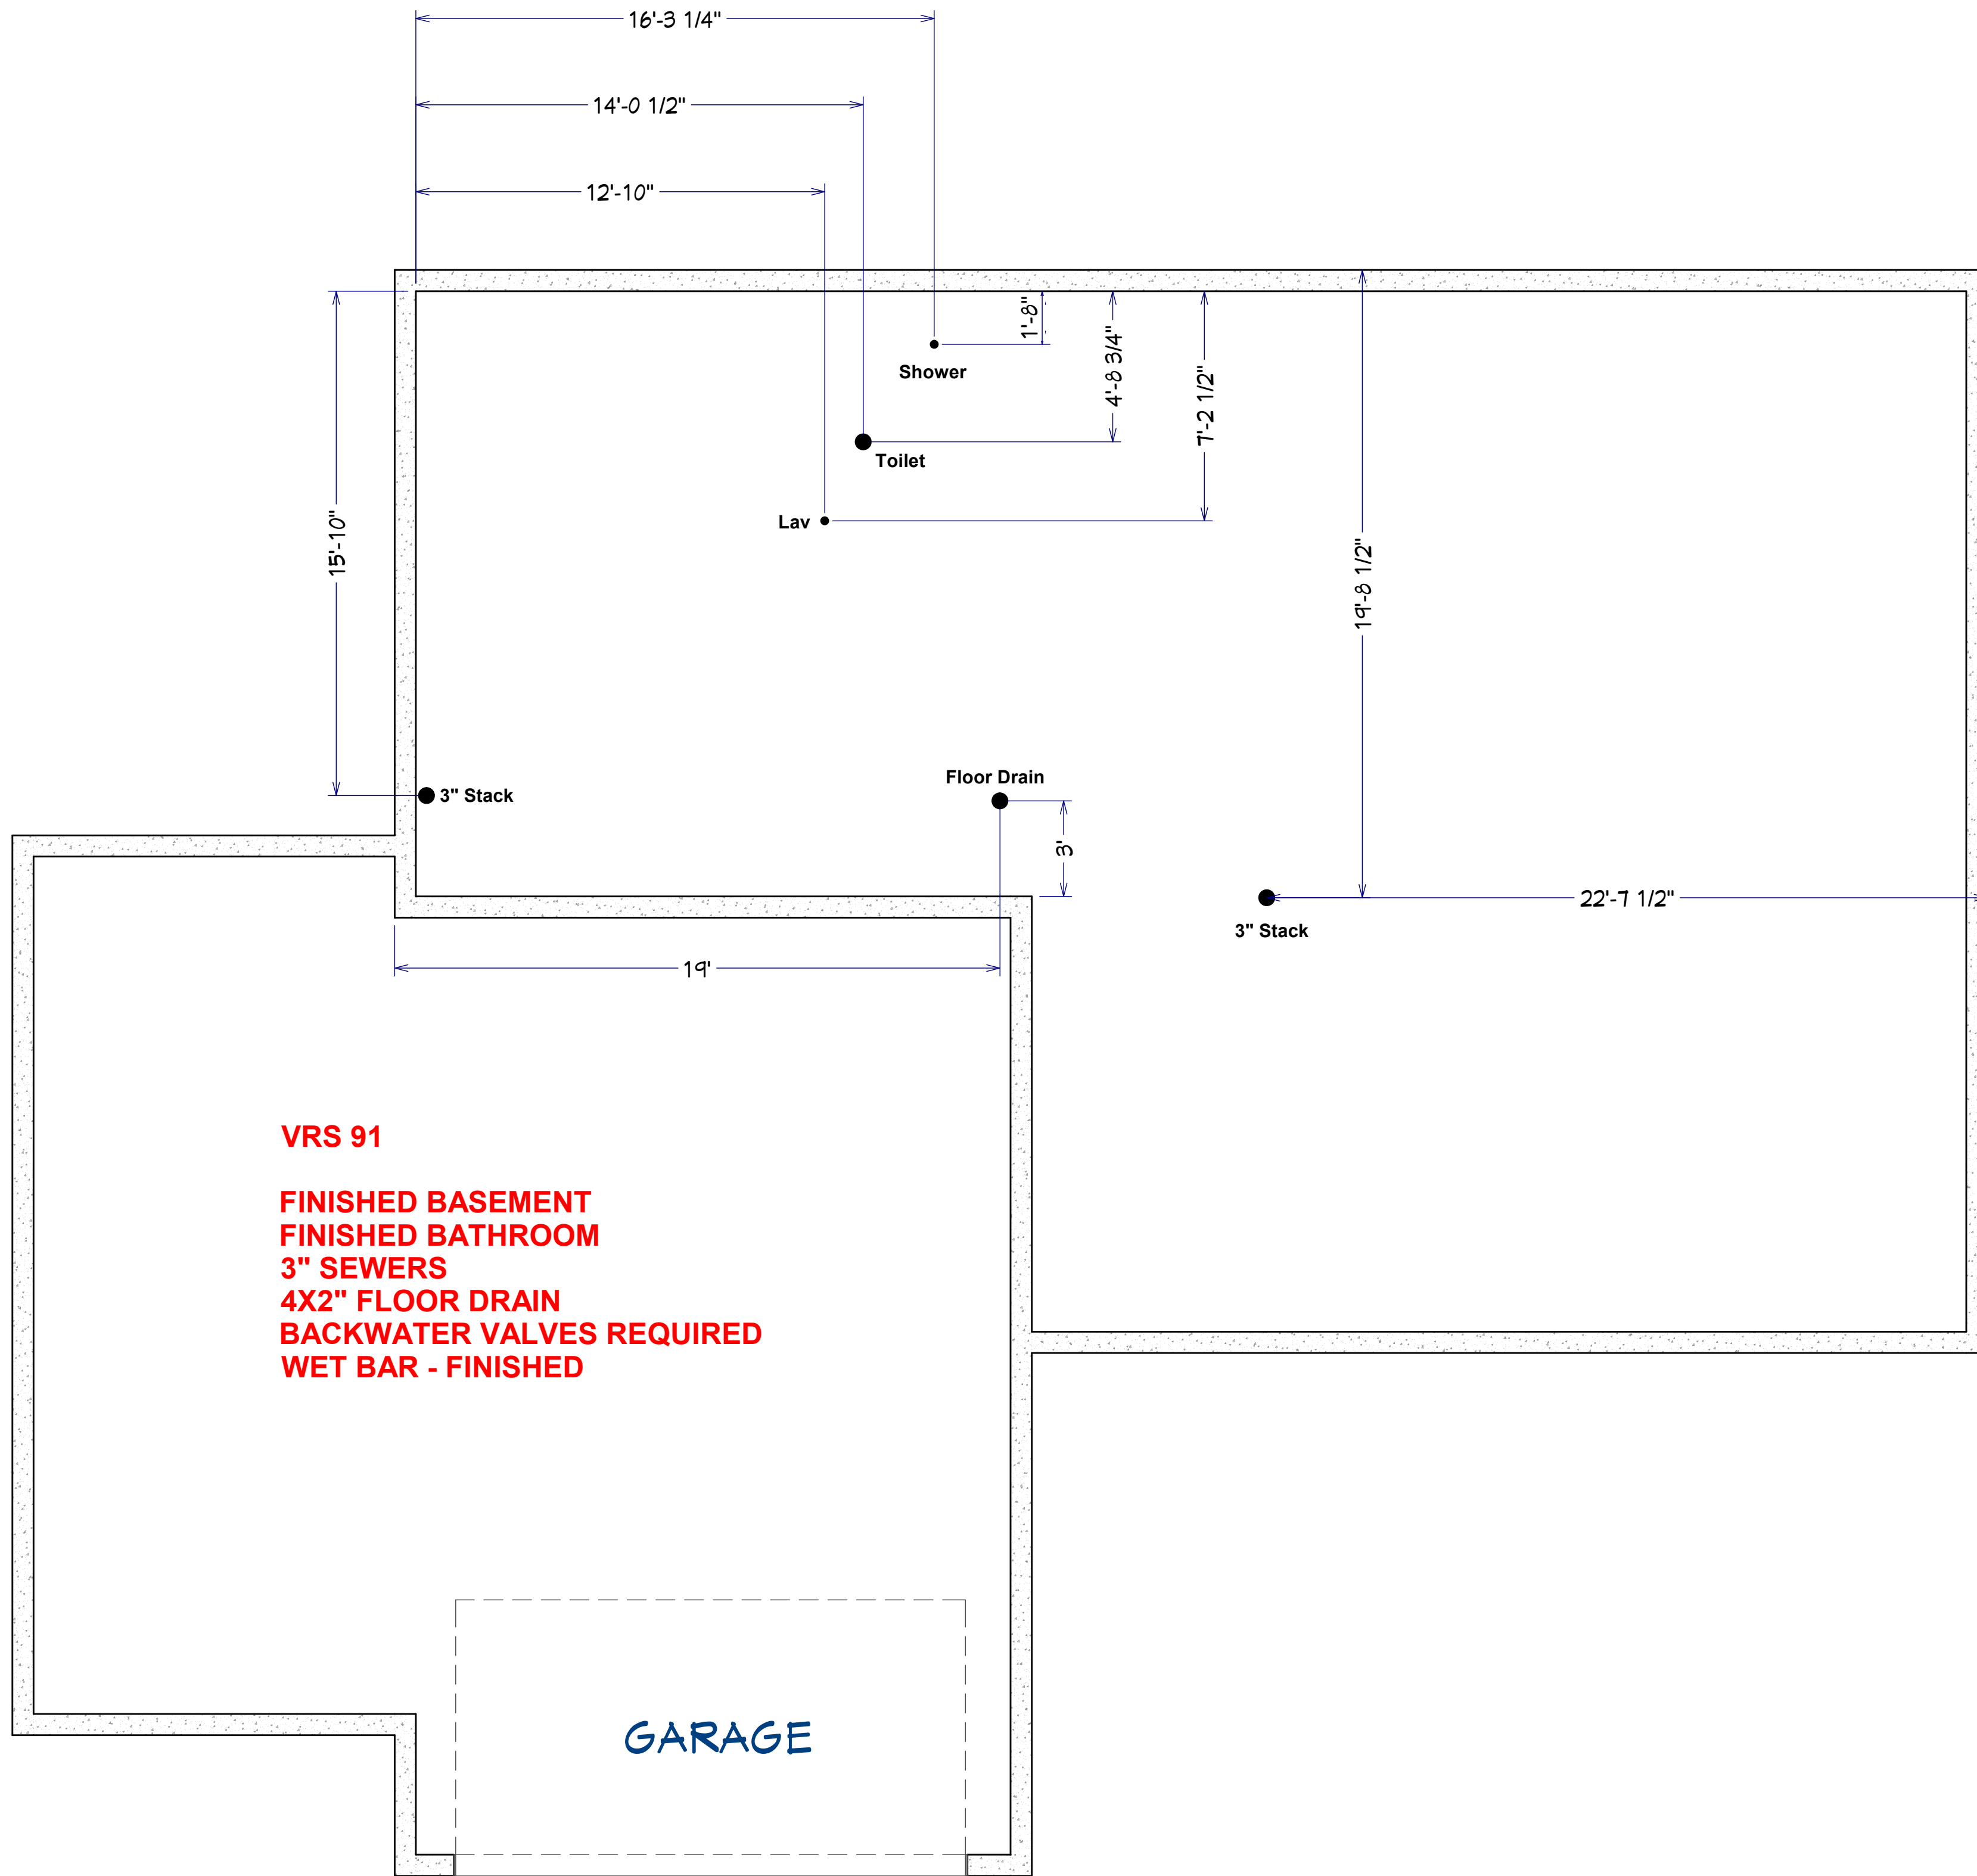 16'-3 1/4"
14'-0 1/2"
12'-10"
1'-8"
4'-8 3/4"
Shower
7'-2 1/2"
Toilet
Lav
15'-10"
19'-8 1/2"
Floor Drain
3" Stack
3'
22'-7 1/2"
3" Stack
19'
VRS 91
FINISHED BASEMENT
FINISHED BATHROOM
3" SEWERS
4X2" FLOOR DRAIN
BACKWATER VALVES REQUIRED
WET BAR - FINISHED
GARAGE